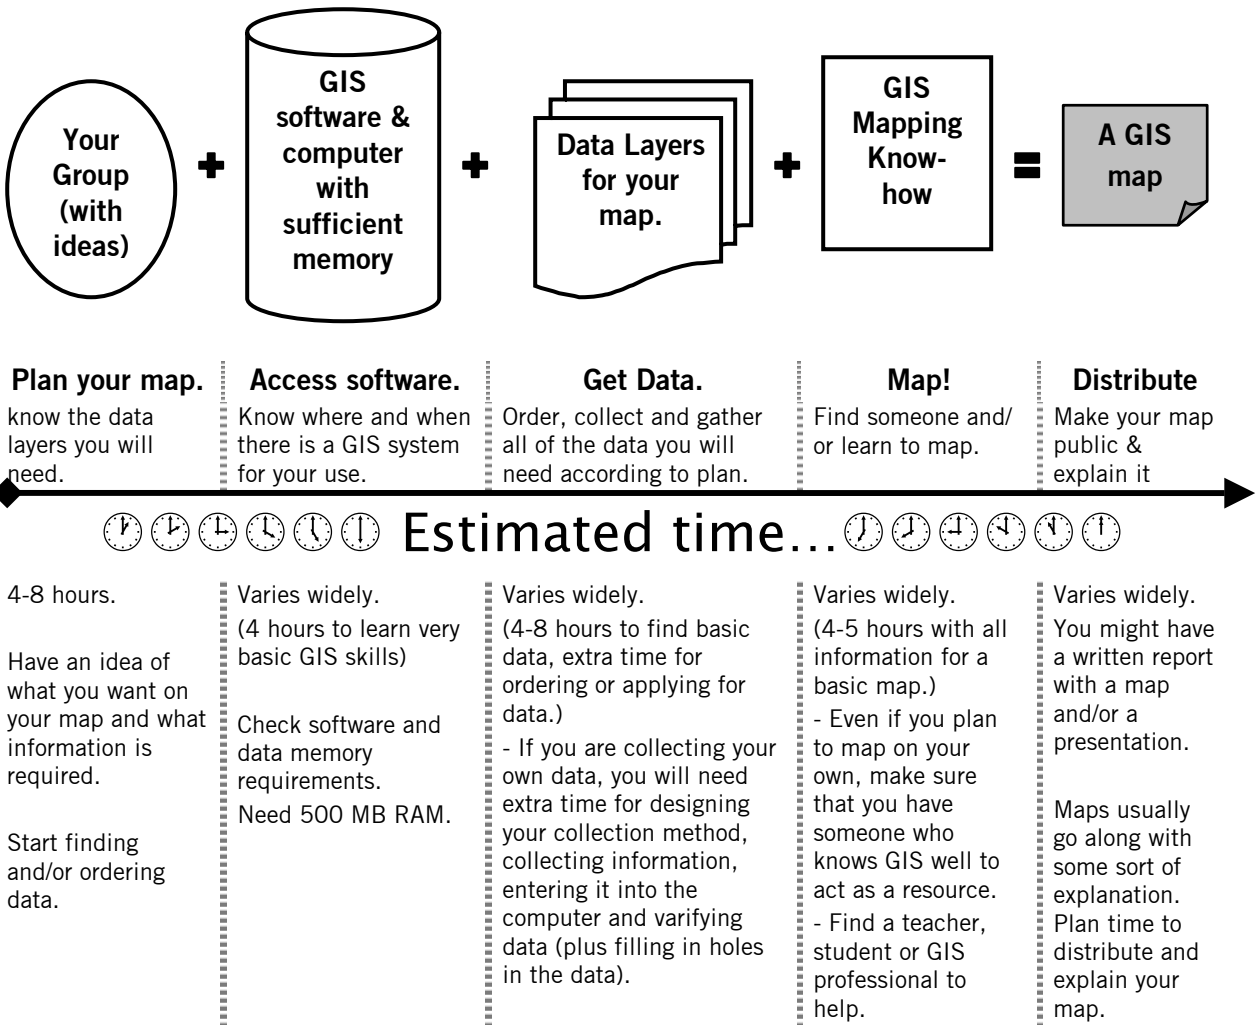 Your
Group
(with
ideas)
GIS
software &
computer
with
sufficient
memory
Data Layers
for your
map.
GIS
Mapping
Know-
how
A GIS
map
Plan your map.
know the data
layers you will
need.
Access software.
Know where and when
there is a GIS system
for your use.
Get Data.
Order, collect and gather
all of the data you will
need according to plan.
Map!
Find someone and/
or learn to map.
Distribute
Make your map
public &
explain it
Estimated time...
4-8 hours.
Have an idea of
what you want on
your map and what
information is
required.
Start finding
and/or ordering
data.
Varies widely.
(4 hours to learn very
basic GIS skills)
Check software and
data memory
requirements.
Need 500 MB RAM.
Varies widely.
(4-8 hours to find basic
data, extra time for
ordering or applying for
data.)
- If you are collecting your
own data, you will need
extra time for designing
your collection method,
collecting information,
entering it into the
computer and varifying
data (plus filling in holes
in the data).
Varies widely.
(4-5 hours with all
information for a
basic map.)
- Even if you plan
to map on your
own, make sure
that you have
someone who
knows GIS well to
act as a resource.
- Find a teacher,
student or GIS
professional to
help.
Varies widely.
You might have
a written report
with a map
and/or a
presentation.
Maps usually
go along with
some sort of
explanation.
Plan time to
distribute and
explain your
map.